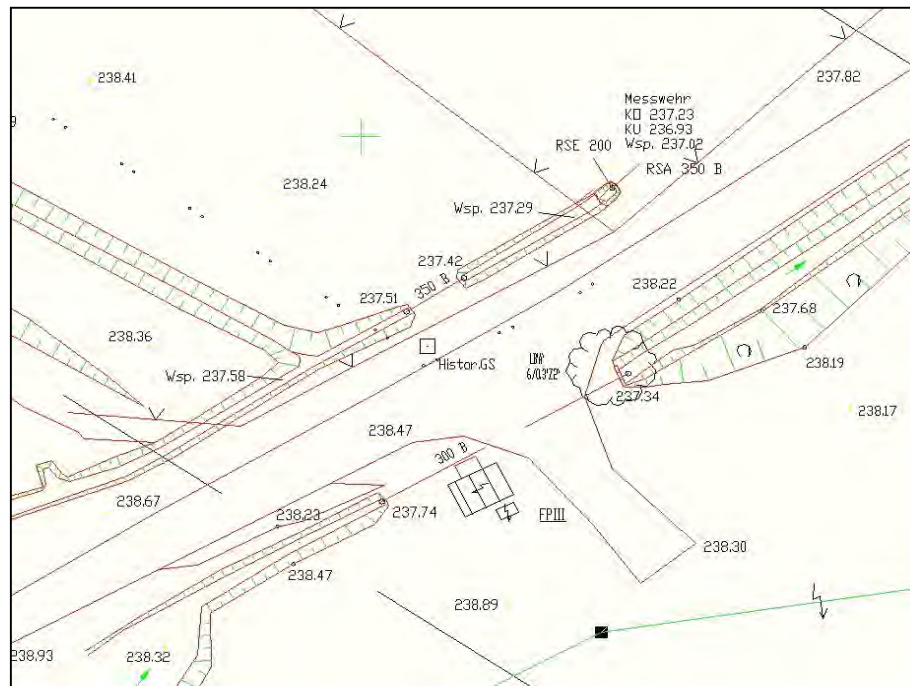 238.41
237.82
Messwehr
KO 237.23
KU 236.93
Wsp. 237.02
RSE 200
RSA 350 B
238.24
Wsp. 237.29
237.42
350 B
237.51
238.22
237.68
238.36
Histor.GS
Wsp. 237.58
238.19
237.34
238.17
238.47
300 B
238.67
238.23
237.74
FPIII
238.47
238.30
238.89
238.93
238.32